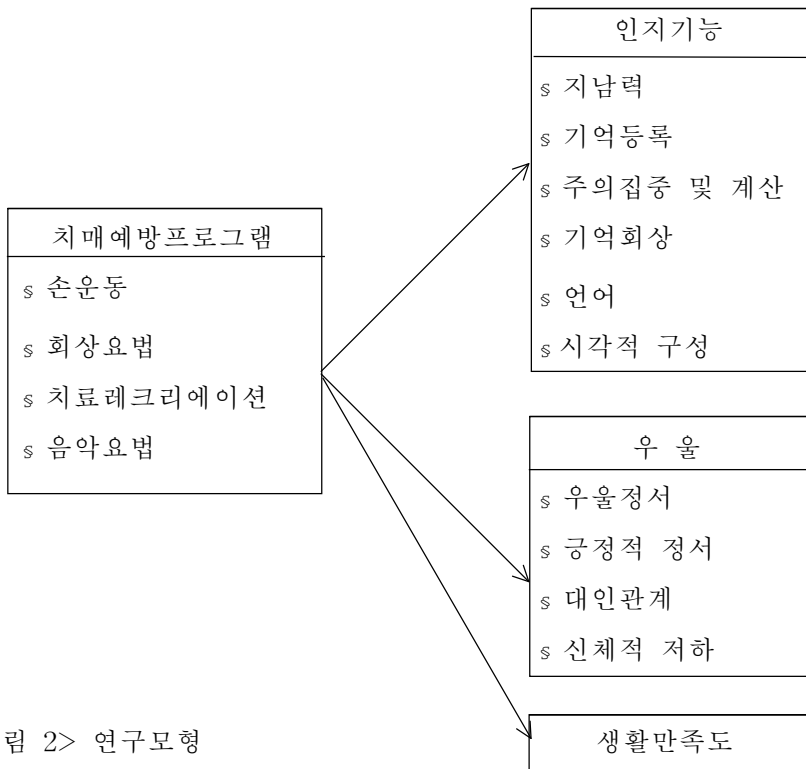 치매예방프로그램
§ 손운동
§ 회상요법
§ 치료레크리에이션
§ 음악요법
인지기능
§ 지남력
§ 기억등록
§ 주의집중 및 계산
§ 기억회상
§ 언어
§ 시각적 구성
우 울
§ 우울정서
§ 긍정적 정서
§ 대인관계
§ 신체적 저하
생활만족도
림 2> 연구모형